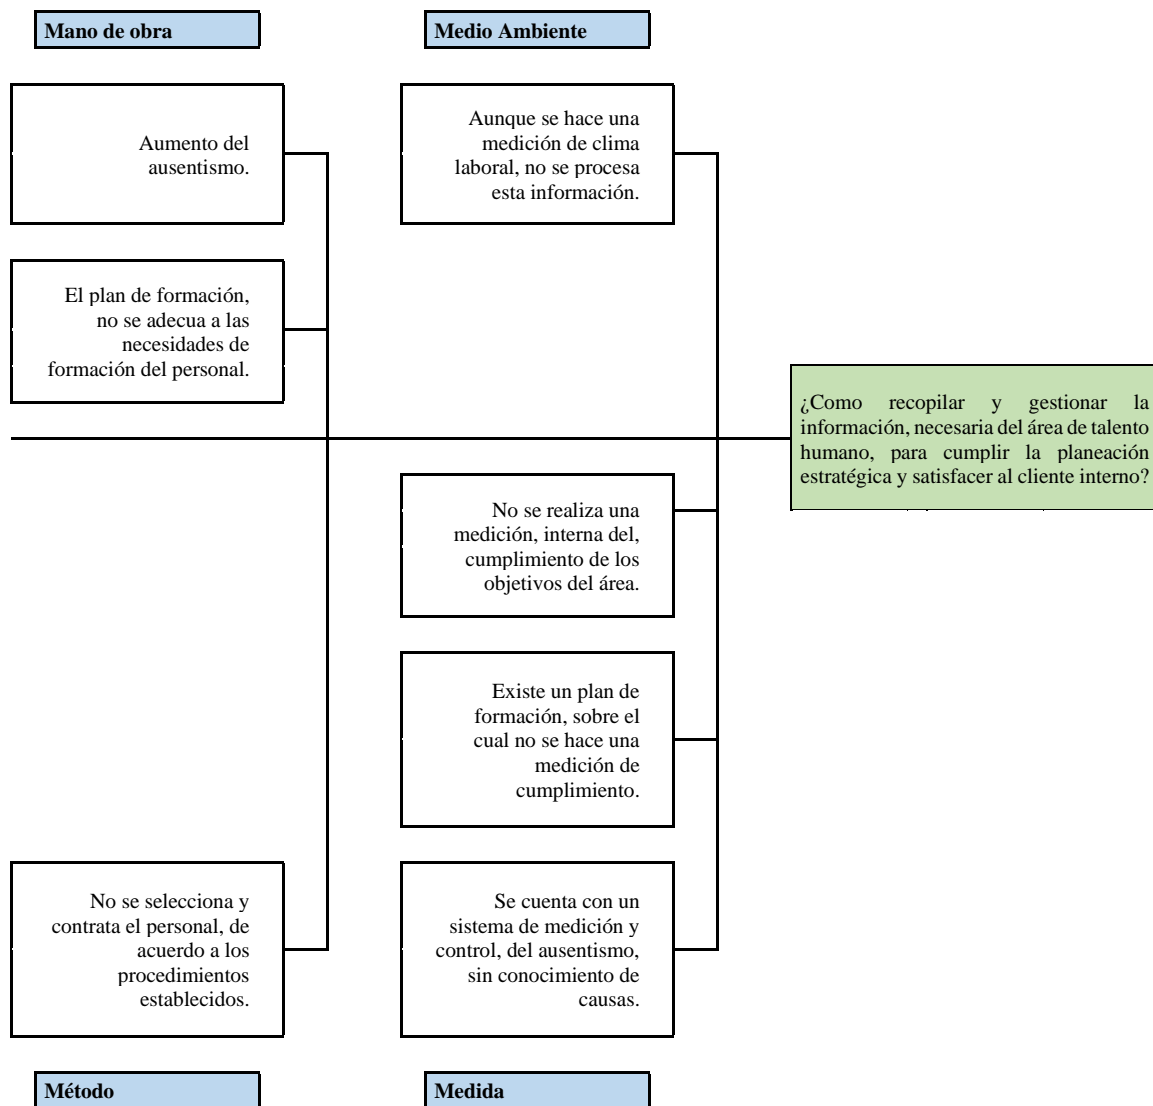 Mano de obra
Medio Ambiente
Aumento del
ausentismo.
Aunque se hace una
medición de clima
laboral, no se procesa
esta información.
El plan de formación,
no se adecua a las
necesidades de
formación del personal.
¿Como recopilar y gestionar la
información, necesaria del área de talento
humano, para cumplir la planeación
estratégica y satisfacer al cliente interno?
No se realiza una
medición, interna del,
cumplimiento de los
objetivos del área.
Existe un plan de
formación, sobre el
cual no se hace una
medición de
cumplimiento.
No se selecciona y
contrata el personal, de
acuerdo a los
procedimientos
establecidos.
Se cuenta con un
sistema de medición y
control, del ausentismo,
sin conocimiento de
causas.
Método
Medida